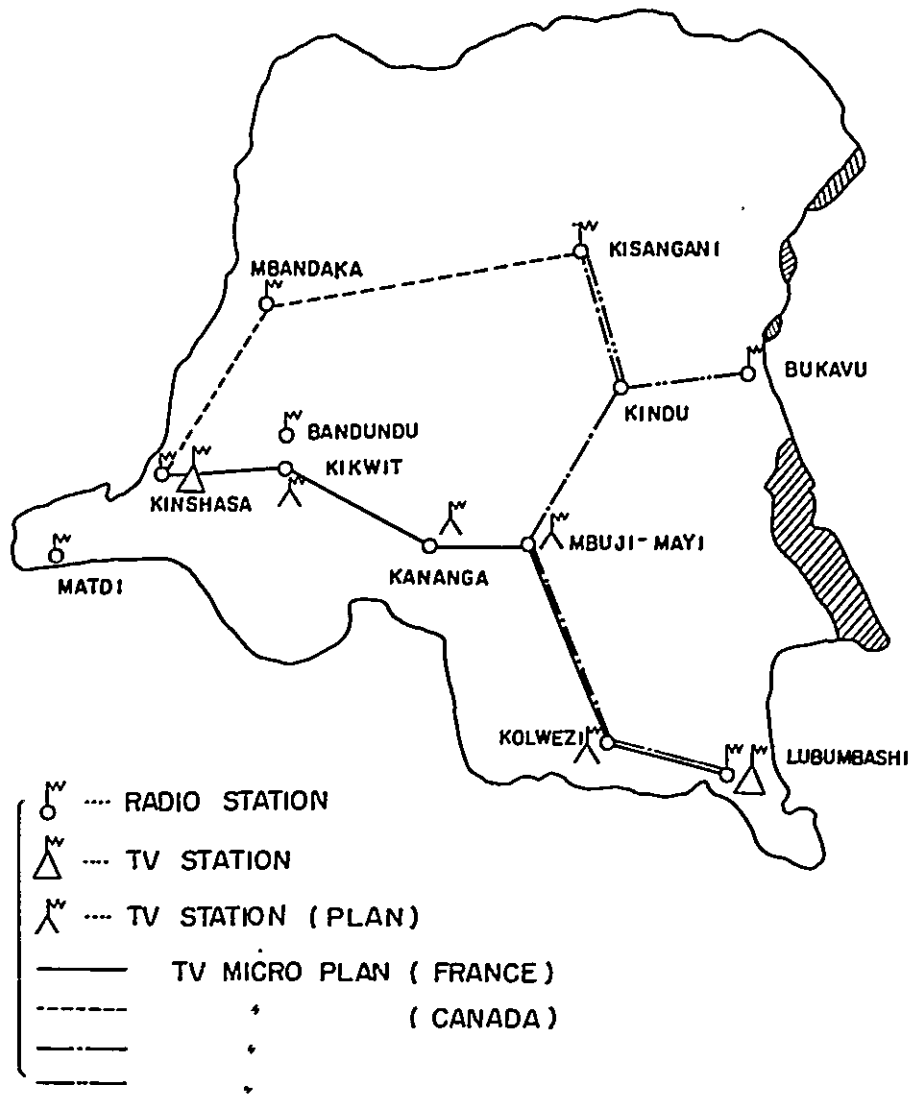 KISANGANI
MBANDAKA
BUKAVU
KINDU
BANDUNDU
KIKWIT
KINSHASA
MBUJI-MAYI
KANANGA
MATDI
KOLWEZI
LUBUMBASHI
RADIO STATION
TV STATION
TV STATION (PLAN)
TV MICRO PLAN (FRANCE)
〃 (CANADA)
〃
〃